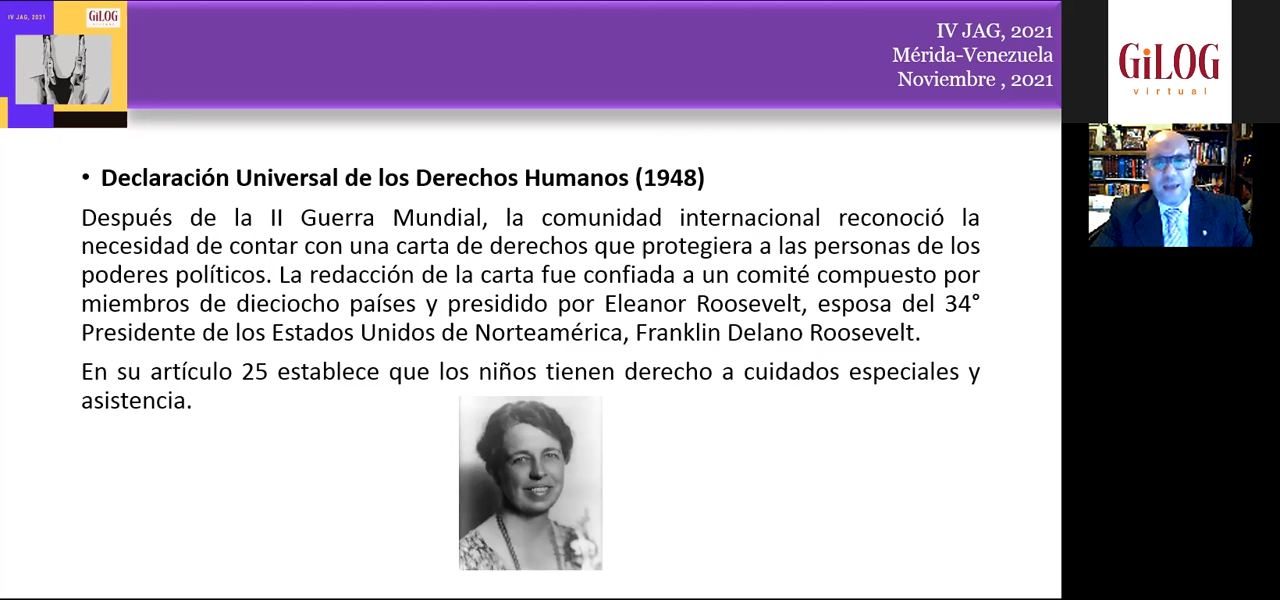 IV JAG, 2021
GiLOG
IV JAG, 2021
Mérida-Venezuela
Noviembre , 2021
GiLOG
virtual
• Declaración Universal de los Derechos Humanos (1948)
Después de la II Guerra Mundial, la comunidad internacional reconoció la
necesidad de contar con una carta de derechos que protegiera a las personas de los
poderes políticos. La redacción de la carta fue confiada a un comité compuesto por
miembros de dieciocho países y presidido por Eleanor Roosevelt, esposa del 34°
Presidente de los Estados Unidos de Norteamérica, Franklin Delano Roosevelt.
En su artículo 25 establece que los niños tienen derecho a cuidados especiales y
asistencia.